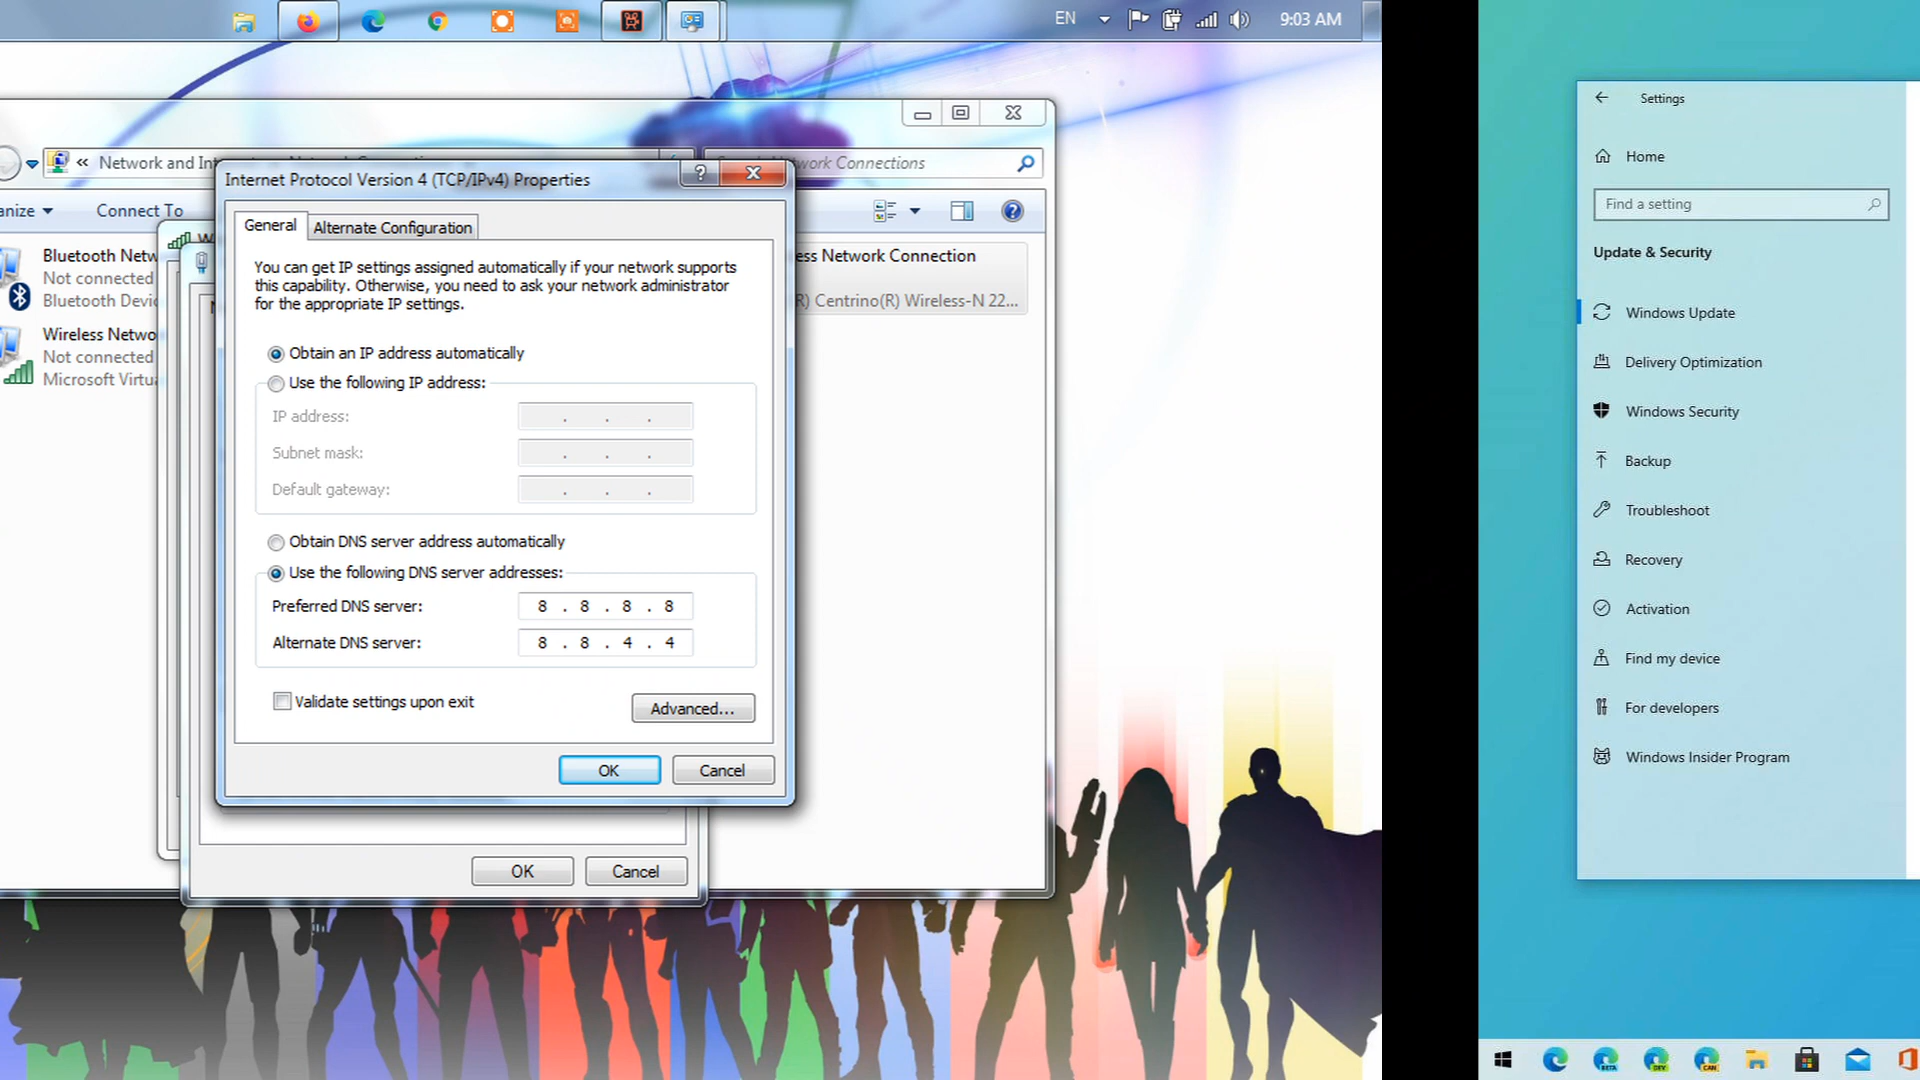 EN
9:03 AM
« Network and In
Network Connections
Internet Protocol Version 4 (TCP/IPv4) Properties
?
anize
Connect To
General
Alternate Configuration
Bluetooth Netw
Not connected
Bluetooth Devic
Wireless Netwo
Not connected
Microsoft Virtua
ess Network Connection
R) Centrino(R) Wireless-N 22...
You can get IP settings assigned automatically if your network supports
this capability. Otherwise, you need to ask your network administrator
for the appropriate IP settings.
Obtain an IP address automatically
Use the following IP address:
IP address:
Subnet mask:
Default gateway:
Obtain DNS server address automatically
Use the following DNS server addresses:
Preferred DNS server:
8 . 8 . 8 . 8
Alternate DNS server:
8 . 8 . 4 . 4
Validate settings upon exit
Advanced...
OK
Cancel
OK
Cancel
Settings
Home
Find a setting
Update & Security
Windows Update
Delivery Optimization
Windows Security
Backup
Troubleshoot
Recovery
Activation
Find my device
For developers
Windows Insider Program
BETA
DEV
CAN